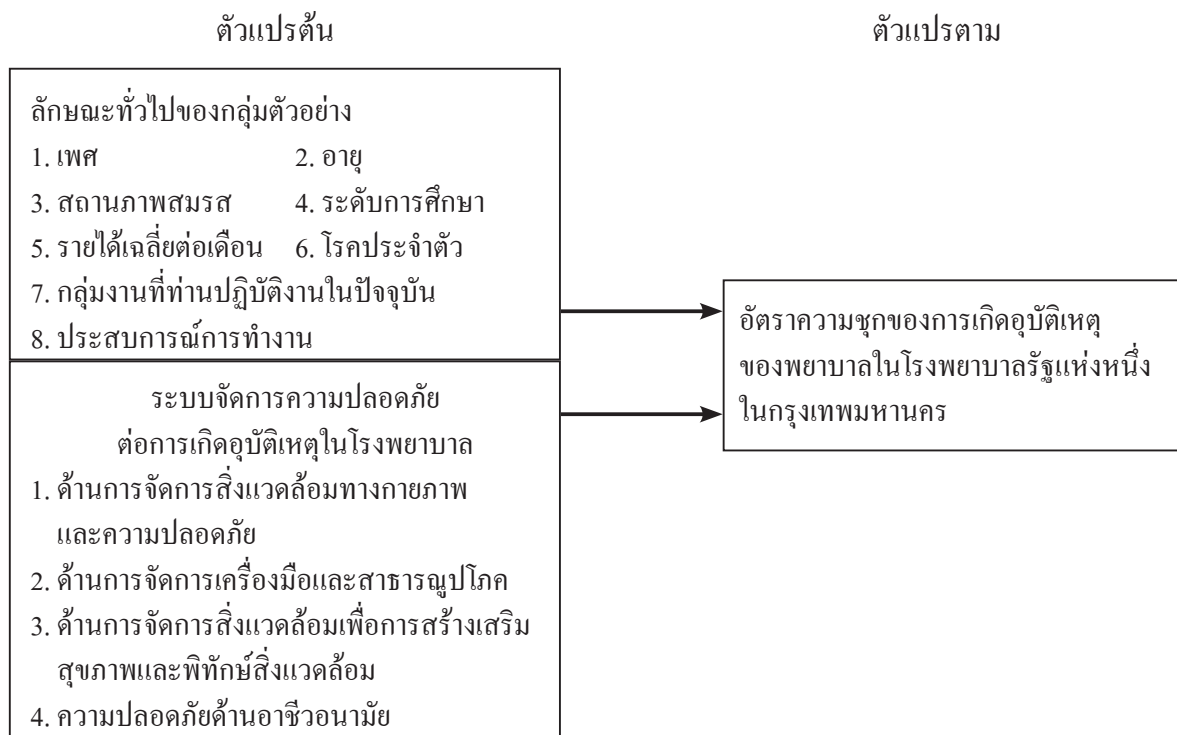 ตัวแปรต้น
ตัวแปรตาม
ลักษณะทั่วไปของกลุ่มตัวอย่าง
1. เพศ 2. อายุ
3. สถานภาพสมรส 4. ระดับการศึกษา
5. รายได้เฉลี่ยต่อเดือน 6. โรคประจำตัว
7. กลุ่มงานที่ท่านปฏิบัติงานในปัจจุบัน
8. ประสบการณ์การทำงาน
ระบบจัดการความปลอดภัย
ต่อการเกิดอุบัติเหตุในโรงพยาบาล
1. ด้านการจัดการสิ่งแวดล้อมทางกายภาพ
และความปลอดภัย
2. ด้านการจัดการเครื่องมือและสาธารณูปโภค
3. ด้านการจัดการสิ่งแวดล้อมเพื่อการสร้างเสริม
สุขภาพและพิทักษ์สิ่งแวดล้อม
4. ความปลอดภัยด้านอาชีวอนามัย
อัตราความชุกของการเกิดอุบัติเหตุ
ของพยาบาลในโรงพยาบาลรัฐแห่งหนึ่ง
ในกรุงเทพมหานคร